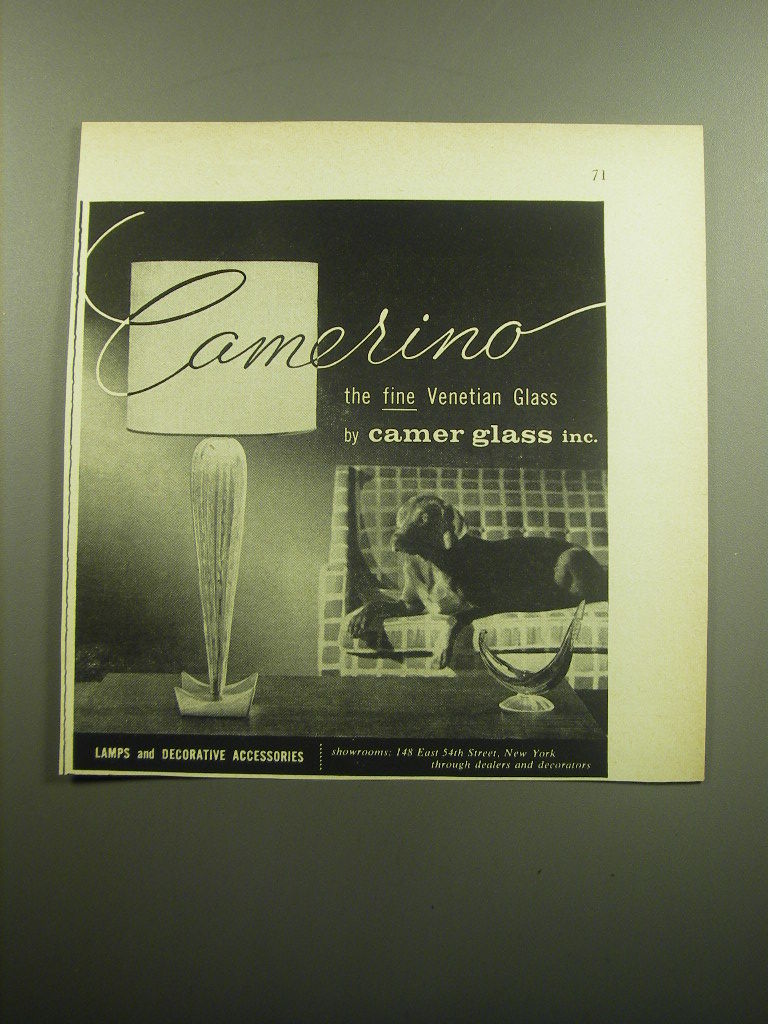 71
Camerino
the fine Venetian Glass
by camer glass inc.
LAMPS and DECORATIVE ACCESSORIES
showrooms: 148 East 54th Street, New York
through dealers and decorators